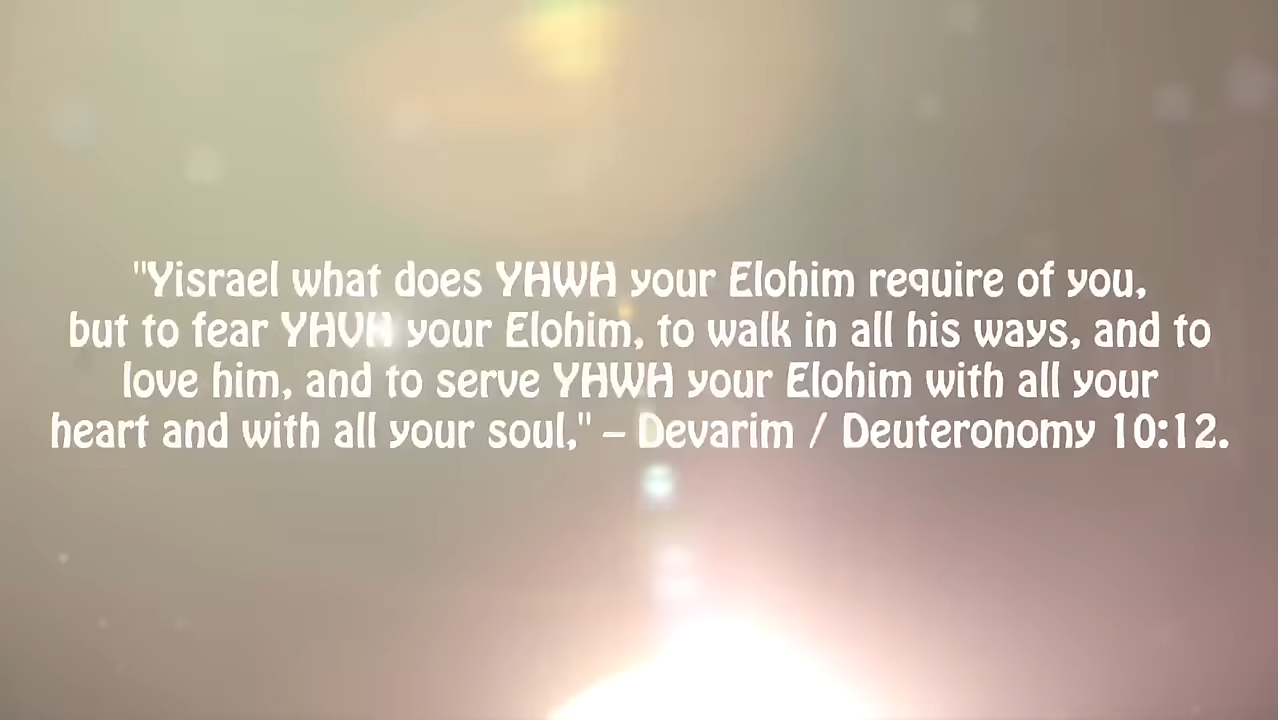 "Yisrael what does YHWH your Elohim require of you,
but to fear YHVH your Elohim, to walk in all his ways, and to
love him, and to serve YHWH your Elohim with all your
heart and with all your soul," – Devarim / Deuteronomy 10:12.